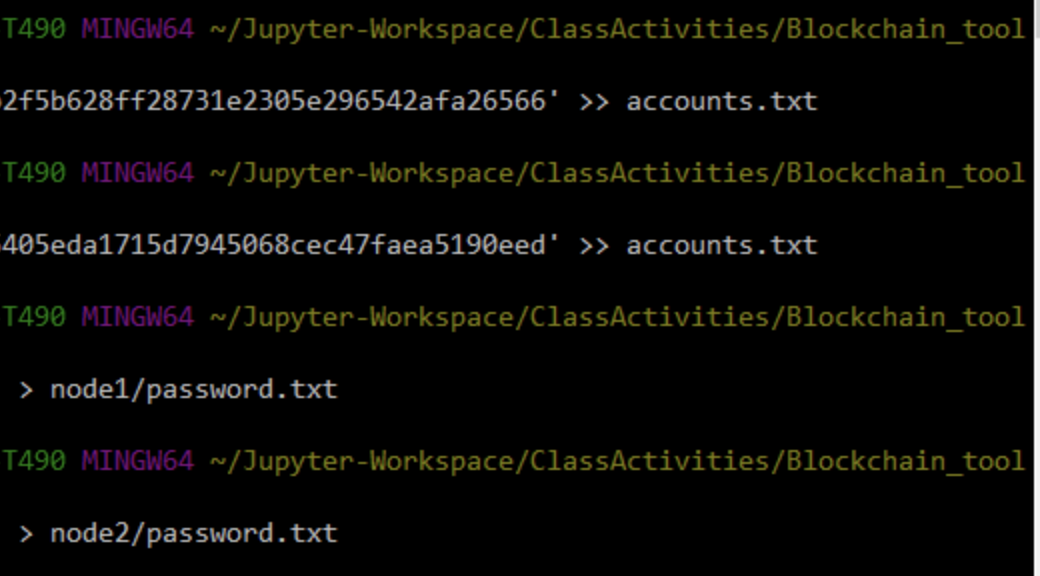 T490 MINGW64 ~/Jupyter-Workspace/ClassActivities/Blockchain_tool
2f5b628ff28731e2305e296542afa26566' >> accounts.txt
T490 MINGW64 ~/Jupyter-Workspace/ClassActivities/Blockchain_tool
405eda1715d7945068cec47faea5190eed' >> accounts.txt
T490 MINGW64 ~/Jupyter-Workspace/ClassActivities/Blockchain_tool
> node1/password.txt
T490 MINGW64 ~/Jupyter-Workspace/ClassActivities/Blockchain_tool
> node2/password.txt